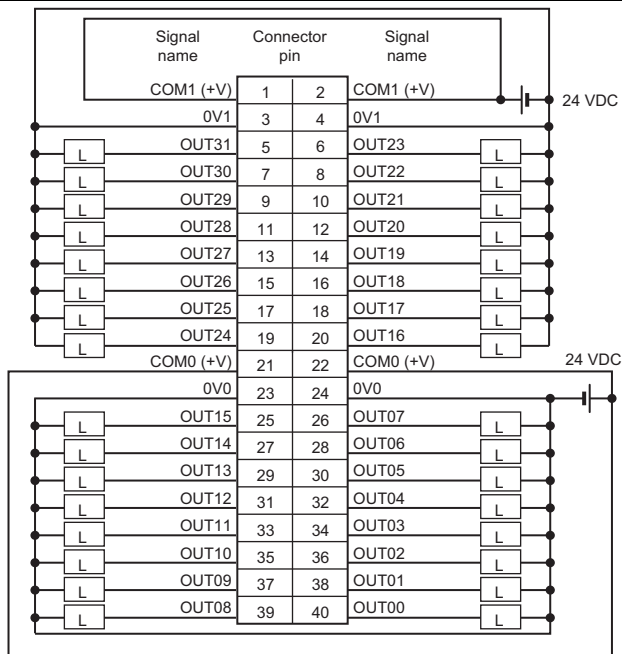 Signal name Connector pin Signal name
COM1 (+V) 1 2 COM1 (+V)
24 VDC
0V1 3 4 0V1
L OUT31 5 6 OUT23 L
L OUT30 7 8 OUT22 L
L OUT29 9 10 OUT21 L
L OUT28 11 12 OUT20 L
L OUT27 13 14 OUT19 L
L OUT26 15 16 OUT18 L
L OUT25 17 18 OUT17 L
L OUT24 19 20 OUT16 L
COM0 (+V) 21 22 COM0 (+V) 24 VDC
0V0 23 24 0V0
L OUT15 25 26 OUT07 L
L OUT14 27 28 OUT06 L
L OUT13 29 30 OUT05 L
L OUT12 31 32 OUT04 L
L OUT11 33 34 OUT03 L
L OUT10 35 36 OUT02 L
L OUT09 37 38 OUT01 L
L OUT08 39 40 OUT00 L